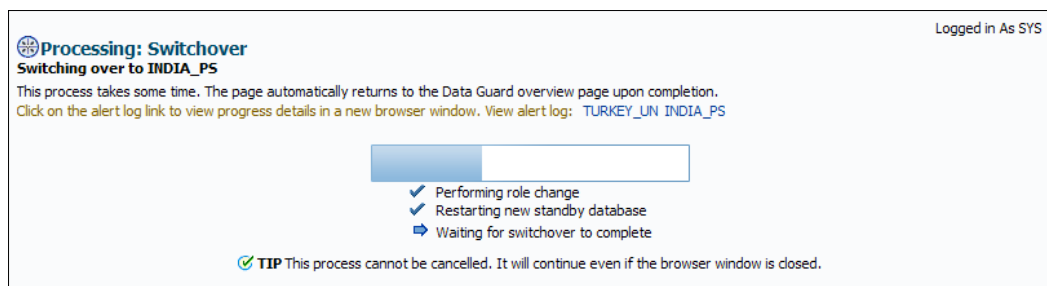 Logged in As SYS
Processing: Switchover
Switching over to INDIA_PS
This process takes some time. The page automatically returns to the Data Guard overview page upon completion.
Click on the alert log link to view progress details in a new browser window. View alert log: TURKEY_UN INDIA_PS
Performing role change
Restarting new standby database
Waiting for switchover to complete
TIP This process cannot be cancelled. It will continue even if the browser window is closed.